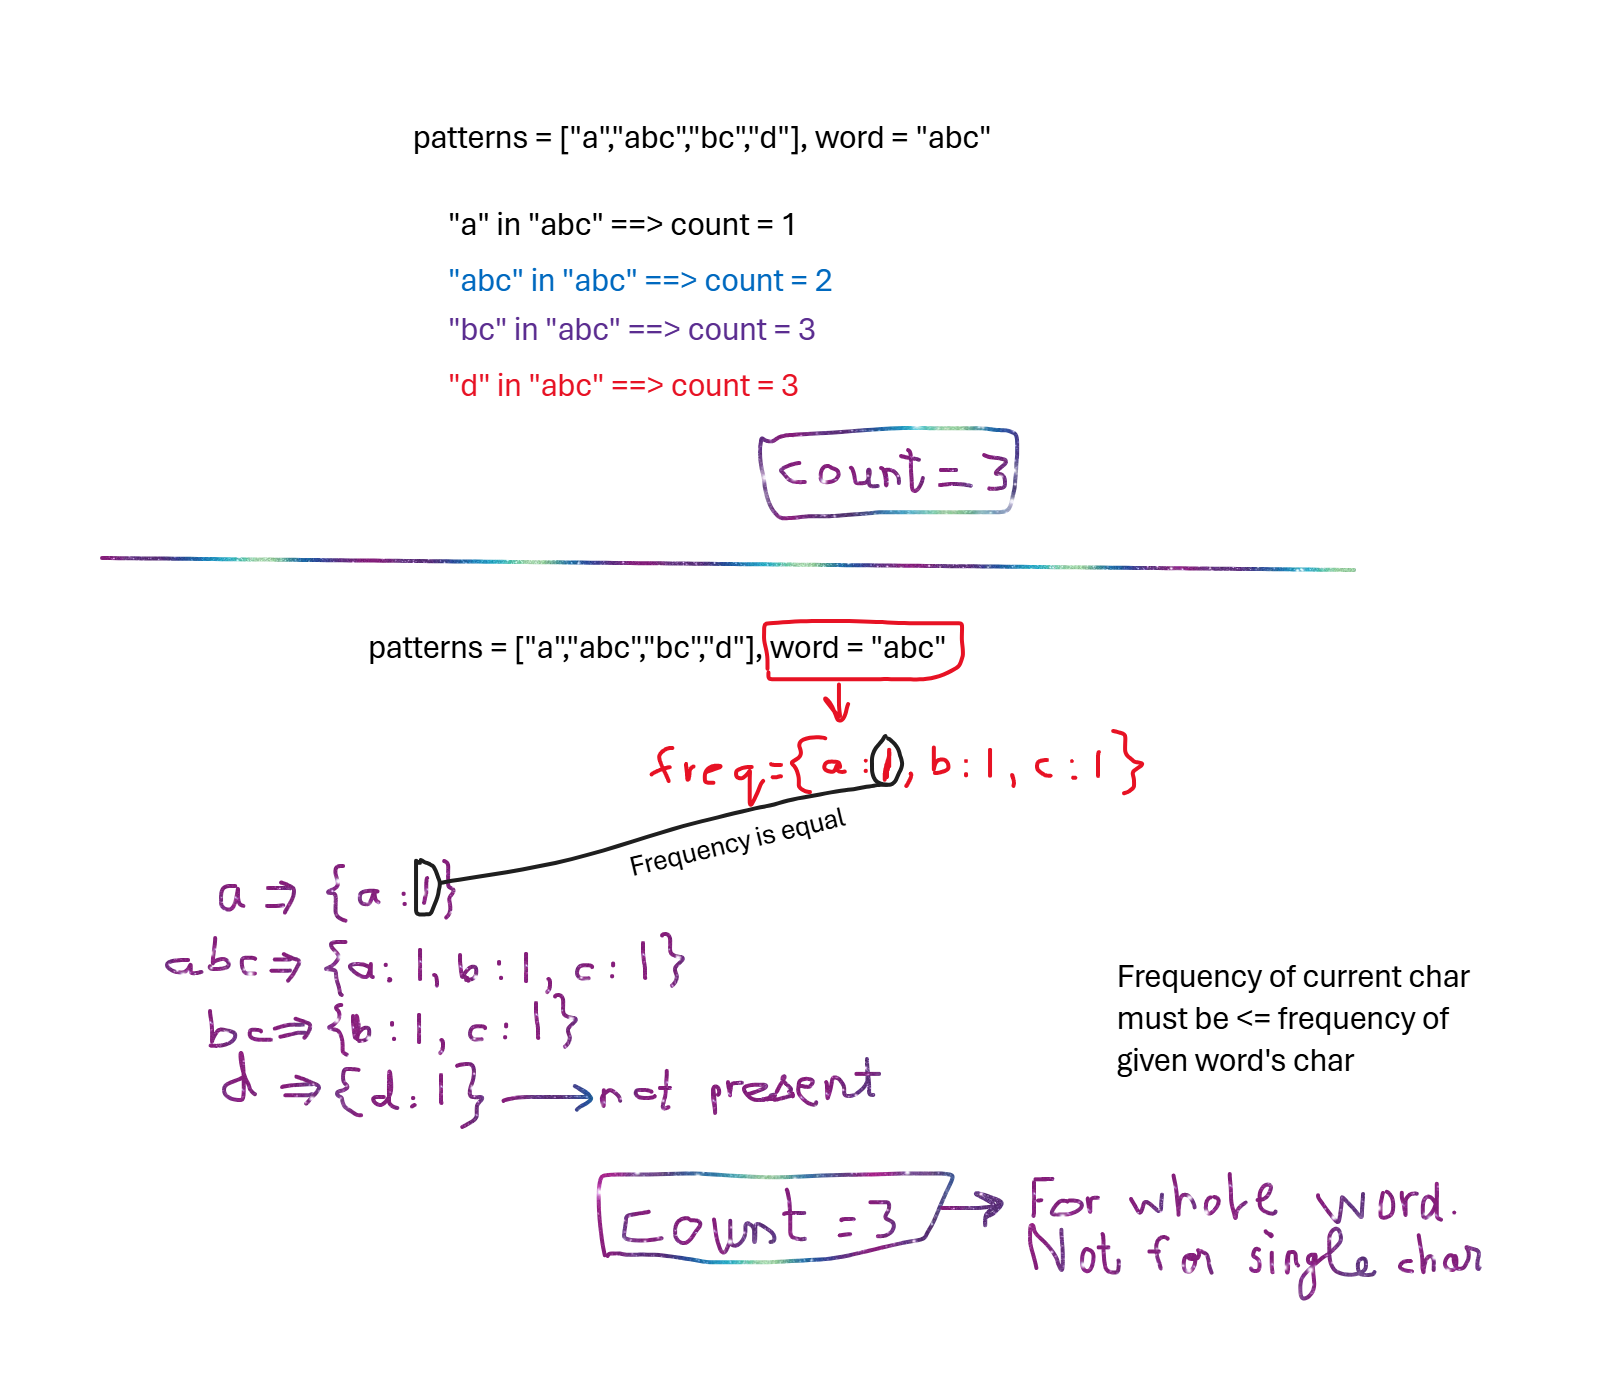 patterns = ["a","abc","bc","d"], word = "abc"
"a" in "abc" ==> count = 1
"abc" in "abc" ==> count = 2
"bc" in "abc" ==> count = 3
"d" in "abc" ==> count = 3
count = 3
patterns = ["a","abc","bc","d"], word = "abc"
freq={a:1, b:1, c:1}
Frequency is equal
a ⇒ {a:1}
abc ⇒ {a:1, b:1, c:1}
bc ⇒ {b:1, c:1}
d ⇒ {d:1} → not present
Frequency of current char
must be <= frequency of
given word's char
Count = 3 → For whole word.
Not for single char